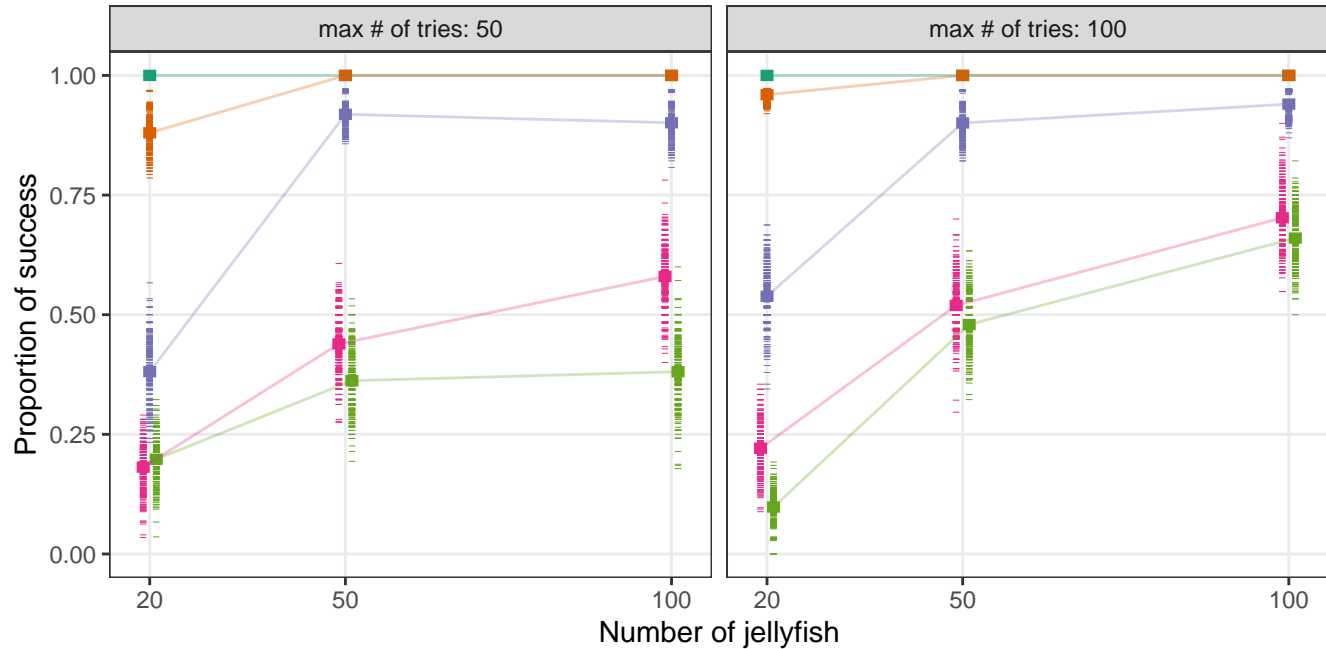 max # of tries: 50
max # of tries: 100
Proportion of success
1.00
0.75
0.50
0.25
0.00
20
50
100
20
50
100
Number of jellyfish